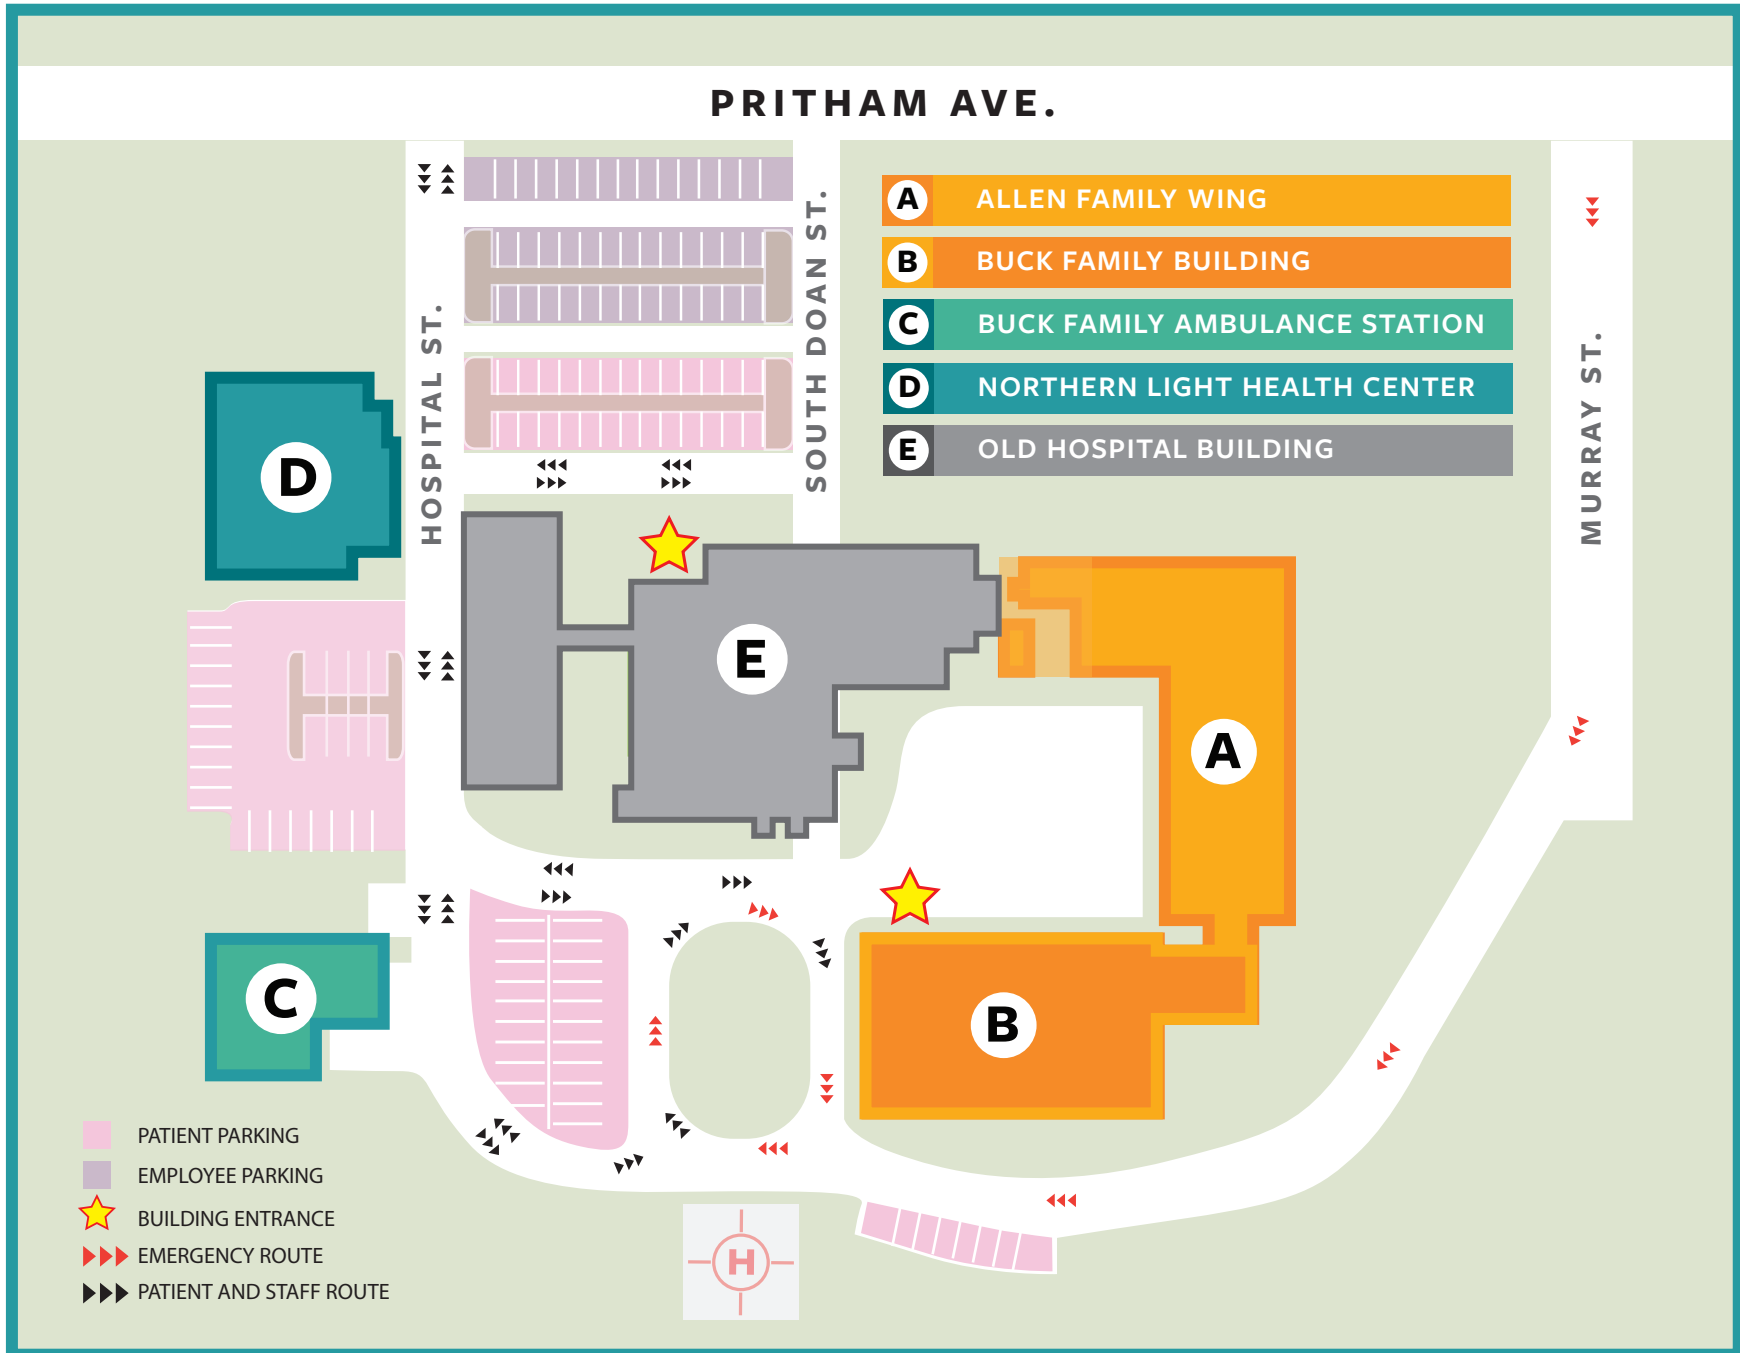 PRITHAM AVE.
HOSPITAL ST.
SOUTH DOAN ST.
MURRAY ST.
A ALLEN FAMILY WING
B BUCK FAMILY BUILDING
C BUCK FAMILY AMBULANCE STATION
D NORTHERN LIGHT HEALTH CENTER
E OLD HOSPITAL BUILDING
D
E
A
C
B
PATIENT PARKING
EMPLOYEE PARKING
BUILDING ENTRANCE
EMERGENCY ROUTE
PATIENT AND STAFF ROUTE
H